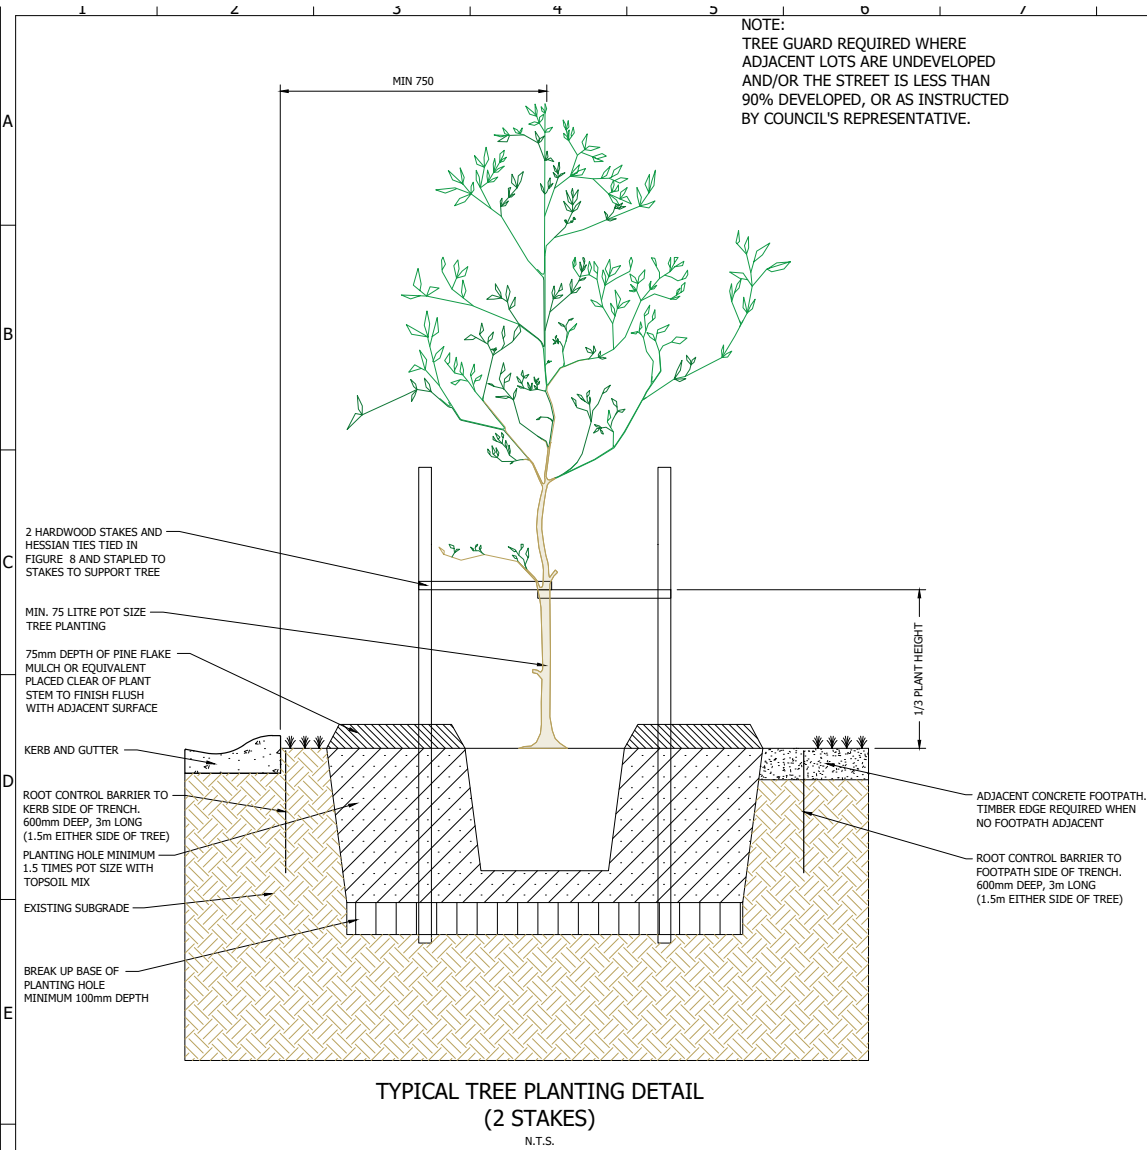 1 2 3 4 5 6 7
NOTE:
TREE GUARD REQUIRED WHERE
ADJACENT LOTS ARE UNDEVELOPED
AND/OR THE STREET IS LESS THAN
90% DEVELOPED, OR AS INSTRUCTED
BY COUNCIL'S REPRESENTATIVE.
MIN 750
A
B
C
D
E
2 HARDWOOD STAKES AND
HESSIAN TIES TIED IN
FIGURE 8 AND STAPLED TO
STAKES TO SUPPORT TREE
MIN. 75 LITRE POT SIZE
TREE PLANTING
75mm DEPTH OF PINE FLAKE
MULCH OR EQUIVALENT
PLACED CLEAR OF PLANT
STEM TO FINISH FLUSH
WITH ADJACENT SURFACE
KERB AND GUTTER
ROOT CONTROL BARRIER TO
KERB SIDE OF TRENCH.
600mm DEEP, 3m LONG
(1.5m EITHER SIDE OF TREE)
PLANTING HOLE MINIMUM
1.5 TIMES POT SIZE WITH
TOPSOIL MIX
EXISTING SUBGRADE
BREAK UP BASE OF
PLANTING HOLE
MINIMUM 100mm DEPTH
1/3 PLANT HEIGHT
ADJACENT CONCRETE FOOTPATH.
TIMBER EDGE REQUIRED WHEN
NO FOOTPATH ADJACENT
ROOT CONTROL BARRIER TO
FOOTPATH SIDE OF TRENCH.
600mm DEEP, 3m LONG
(1.5m EITHER SIDE OF TREE)
TYPICAL TREE PLANTING DETAIL
(2 STAKES)
N.T.S.